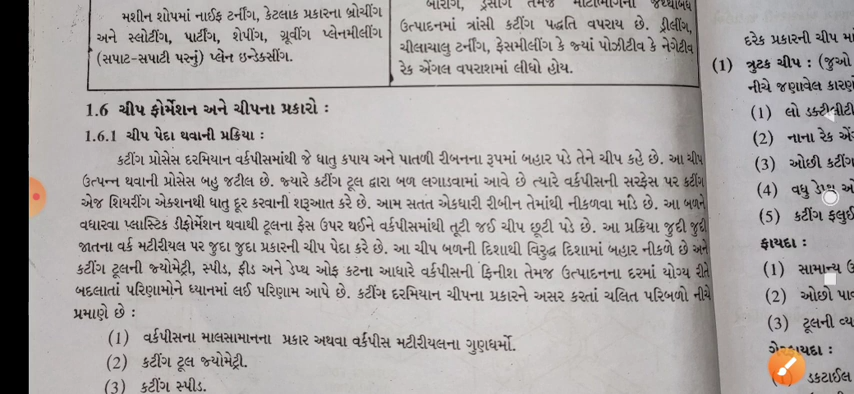 મશીન શોપમાં નાઈફ ટર્નીંગ, કેટલાક પ્રકારના બ્રોચીંગ
અને સ્લોટીંગ, પાર્ટીંગ, શેપીંગ, ગ્રૂવીંગ પ્લેનમીલીંગ
(સપાટ-સપાટી પરનું) પ્લેન ઇન્ડેક્સીંગ.
ઉત્પાદનમાં ત્રાંસી કટીંગ પદ્ધતિ વપરાય છે. ડ્રીલીંગ,
ચીલાચાલુ ટર્નીંગ, ફેસમીલીંગ કે જ્યાં પોઝીટીવ કે નેગેટીવ
રેક એંગલ વપરાશમાં લીધો હોય.
1.6 ચીપ ફોર્મેશન અને ચીપના પ્રકારો :
1.6.1 ચીપ પેદા થવાની પ્રક્રિયા :
કટીંગ પ્રોસેસ દરમિયાન વર્કપીસમાંથી જે ધાતુ કપાય અને પાતળી રીબનના રૂપમાં બહાર પડે તેને ચીપ કહે છે. આ ચીપ
ઉત્પન્ન થવાની પ્રોસેસ બહુ જટીલ છે. જ્યારે કટીંગ ટૂલ દ્વારા બળ લગાડવામાં આવે છે ત્યારે વર્કપીસની સરફેસ પર કટીંગ
એજ શિયરીંગ એક્શનથી ધાતુ દૂર કરવાની શરૂઆત કરે છે. આમ સતત એકધારી રીબીન તેમાંથી નીકળવા માંડે છે. આ બળને
વધારવા પ્લાસ્ટિક ડીફોર્મેશન થવાથી ટૂલના ફેસ ઉપર થઈને વર્કપીસમાંથી તૂટી જઈ ચીપ છૂટી પડે છે. આ પ્રક્રિયા જુદી જુદી
જાતના વર્ક મટીરીયલ પર જુદા જુદા પ્રકારની ચીપ પેદા કરે છે. આ ચીપ બળની દિશાથી વિરુદ્ધ દિશામાં બહાર નીકળે છે અને
કટીંગ ટૂલની જ્યોમેટ્રી, સ્પીડ, ફીડ અને ડેપ્થ ઓફ કટના આધારે વર્કપીસની ફિનીશ તેમજ ઉત્પાદનના દરમાં યોગ્ય રીતે
બદલાતાં પરિણામોને ધ્યાનમાં લઈ પરિણામ આપે છે. કટીંગ દરમિયાન ચીપના પ્રકારને અસર કરતાં ચલિત પરિબળો નીચે
પ્રમાણે છે :
(1) વર્કપીસના માલસામાનના પ્રકાર અથવા વર્કપીસ મટીરીયલના ગુણધર્મો.
(2) કટીંગ ટૂલ જ્યોમેટ્રી.
(3) કટીંગ સ્પીડ.
દરેક પ્રકારની ચીપ
(1) ત્રુટક ચીપ : (જુઓ
નીચે જણાવેલ
(1) લો
(2) નાના રેક
(3) ઓછી કટીંગ
(4) વધુ
(5) કટીંગ
ફાયદા :
(1) સામાન્ય
(2) ઓછો
(3) ટૂલની